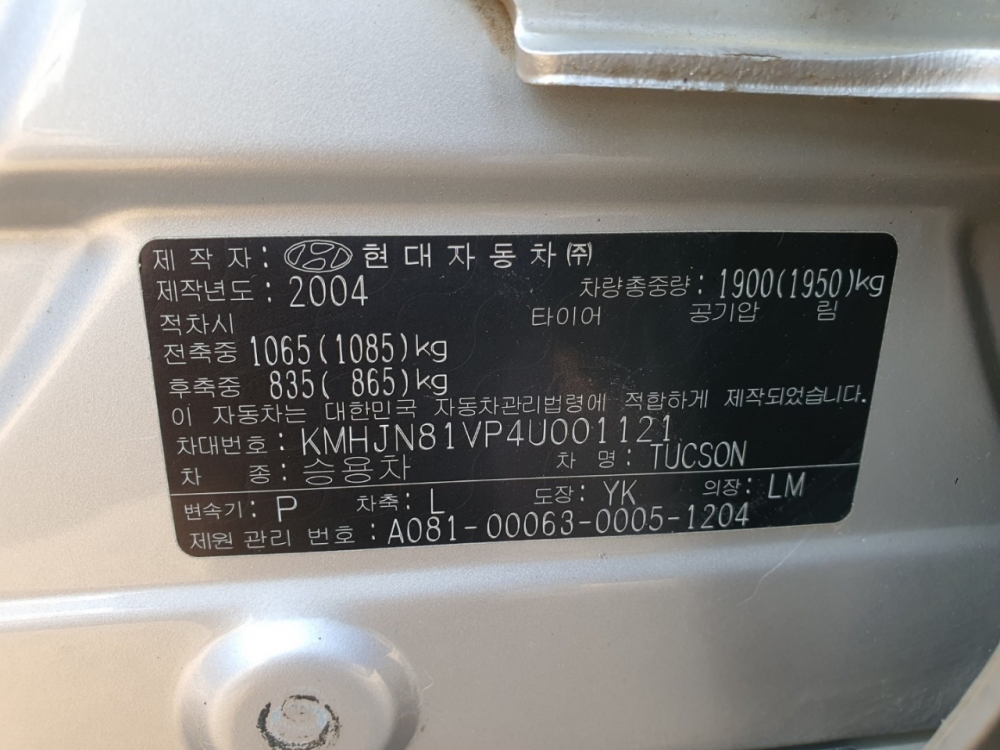 제 작 자 : 현 대 자 동 차 ㈜
제작년도 : 2004 차량총중량 : 1900(1950)kg
적차시 타이어 공기압 림
전축중 1065(1085)kg
후축중 835( 865)kg
이 자동차는 대한민국 자동차관리법령에 적합하게 제작되었습니다.
차대번호 : KMHJN81VP4U001121
차 종 : 승용차 차 명 : TUCSON
변속기 : P 차축 : L 도장 : YK 의장 : LM
제원 관리 번호 : A081-00063-0005-1204